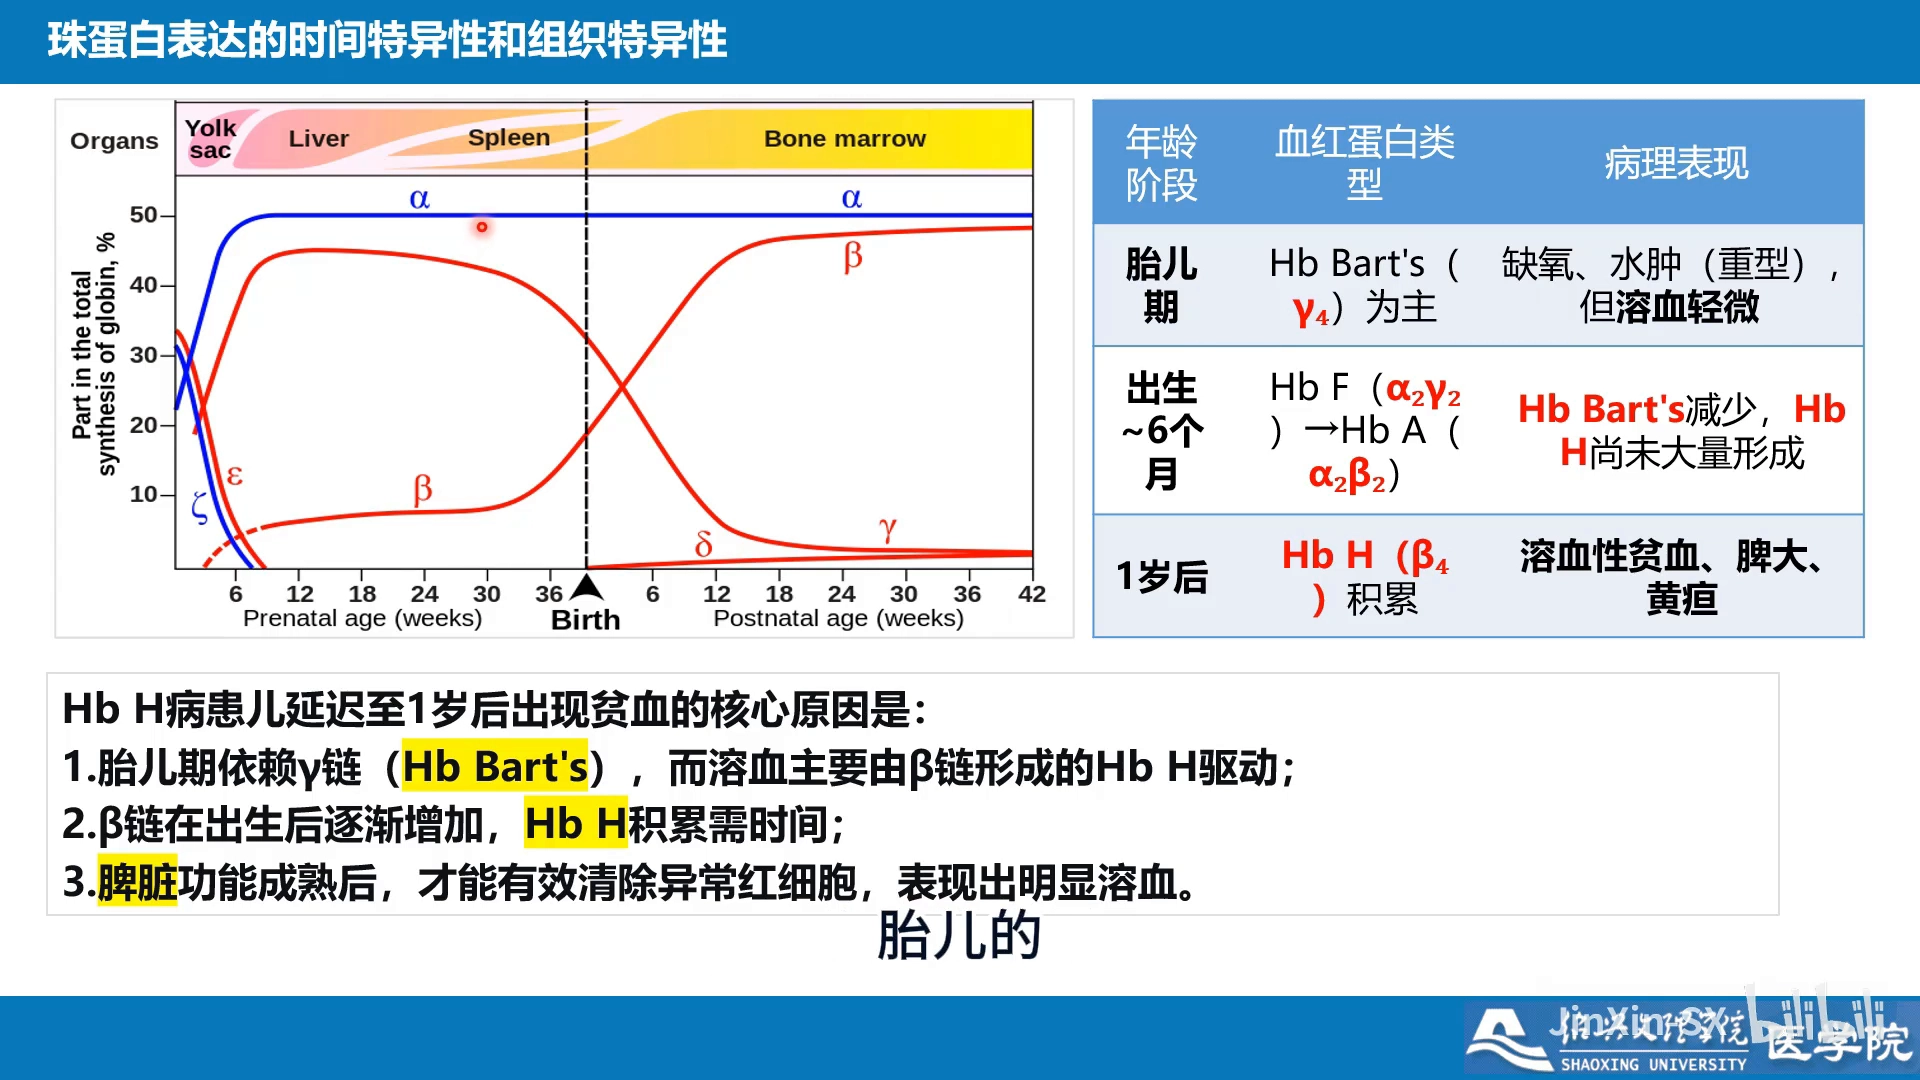 珠蛋白表达的时间特异性和组织特异性
Organs
Yolk
sac
Liver
Spleen
Bone marrow
Part in the total
synthesis of globin, %
50
40
30
20
10
α
α
β
ε
ζ
β
δ
γ
6 12 18 24 30 36 6 12 18 24 30 36 42
Prenatal age (weeks)
Birth
Postnatal age (weeks)
年龄
阶段
血红蛋白类
型
病理表现
胎儿
期
Hb Bart's（
γ₄）为主
缺氧、水肿（重型），
但溶血轻微
出生
~6个
月
Hb F（α₂γ₂
）→Hb A（
α₂β₂）
Hb Bart's减少，Hb
H尚未大量形成
1岁后
Hb H（β₄
）积累
溶血性贫血、脾大、
黄疸
Hb H病患儿延迟至1岁后出现贫血的核心原因是：
1.胎儿期依赖γ链（Hb Bart's），而溶血主要由β链形成的Hb H驱动；
2.β链在出生后逐渐增加，Hb H积累需时间；
3.脾脏功能成熟后，才能有效清除异常红细胞，表现出明显溶血。
胎儿的
JinXin-SX
bilibili
绍兴文理学院
SHAOXING UNIVERSITY
医学院